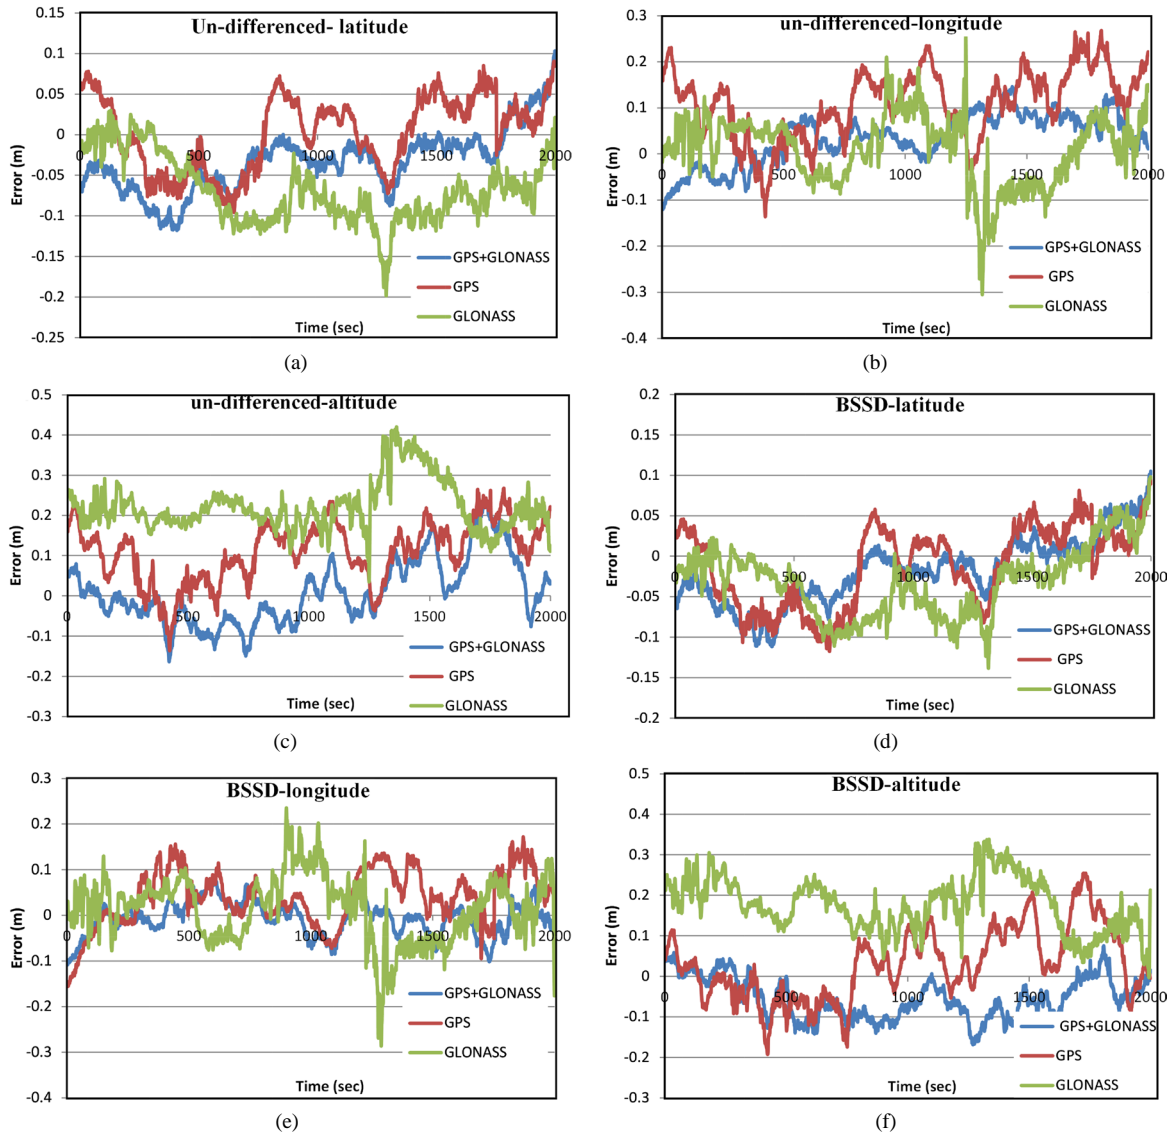 Un-differenced- latitude
0.15
0.1
0.05
0
-0.05
-0.1
-0.15
-0.2
-0.25
0
500
1000
1500
2000
Error (m)
Time (sec)
GPS+GLONASS
GPS
GLONASS
(a)
un-differenced-longitude
0.3
0.2
0.1
0
-0.1
-0.2
-0.3
-0.4
0
500
1000
1500
2000
Error (m)
Time (sec)
GPS+GLONASS
GPS
GLONASS
(b)
un-differenced-altitude
0.5
0.4
0.3
0.2
0.1
0
-0.1
-0.2
-0.3
0
500
1000
1500
2000
Error (m)
Time (sec)
GPS+GLONASS
GPS
GLONASS
(c)
BSSD-latitude
0.2
0.15
0.1
0.05
0
-0.05
-0.1
-0.15
-0.2
0
500
1000
1500
2000
Error (m)
Time (sec)
GPS+GLONASS
GPS
GLONASS
(d)
BSSD-longitude
0.3
0.2
0.1
0
-0.1
-0.2
-0.3
-0.4
0
500
1000
1500
2000
Error (m)
Time (sec)
GPS+GLONASS
GPS
GLONASS
(e)
BSSD-altitude
0.5
0.4
0.3
0.2
0.1
0
-0.1
-0.2
-0.3
0
500
1000
1500
2000
Error (m)
Time (sec)
GPS+GLONASS
GPS
GLONASS
(f)